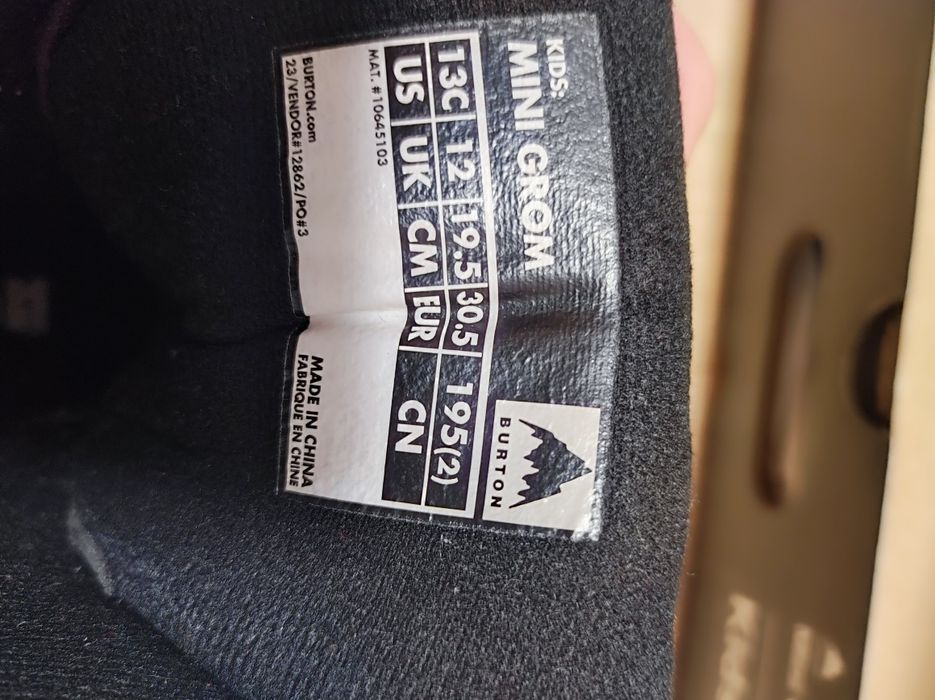 KIDS:
MINI GROM
BURTON
13C 12 19.5 30.5 195(2)
US UK CM EUR CN
MAT. #10645103
BURTON.com
23/VENDOR#12862/PO#3
MADE IN CHINA
FABRIQUE EN CHINE